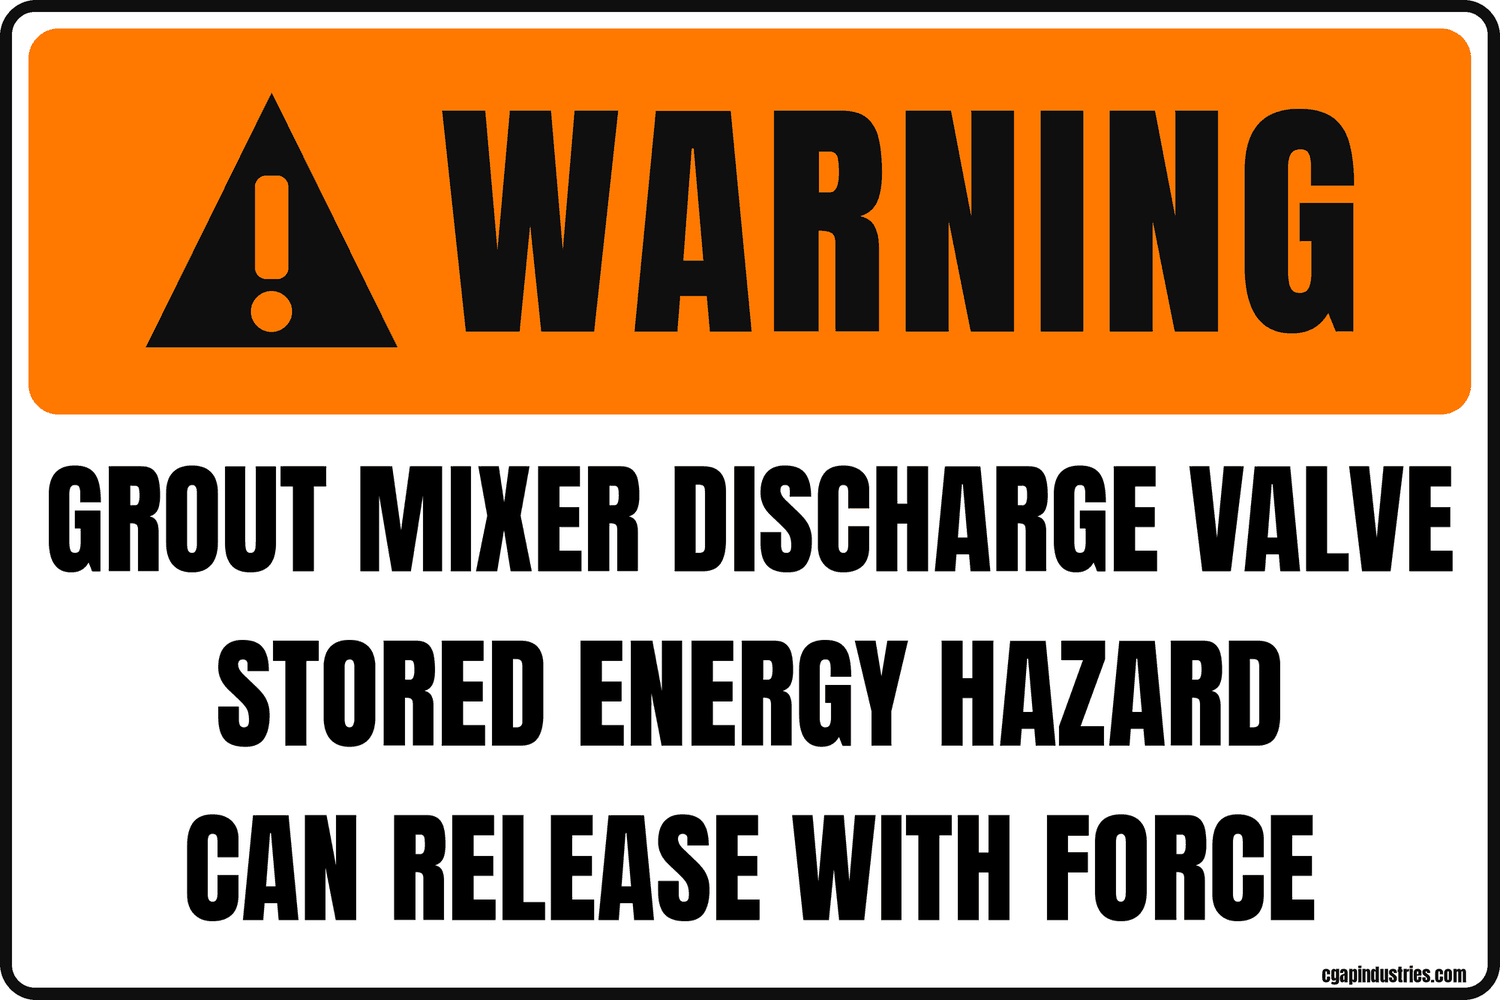 WARNING
GROUT MIXER DISCHARGE VALVE
STORED ENERGY HAZARD
CAN RELEASE WITH FORCE
cgapindustries.com